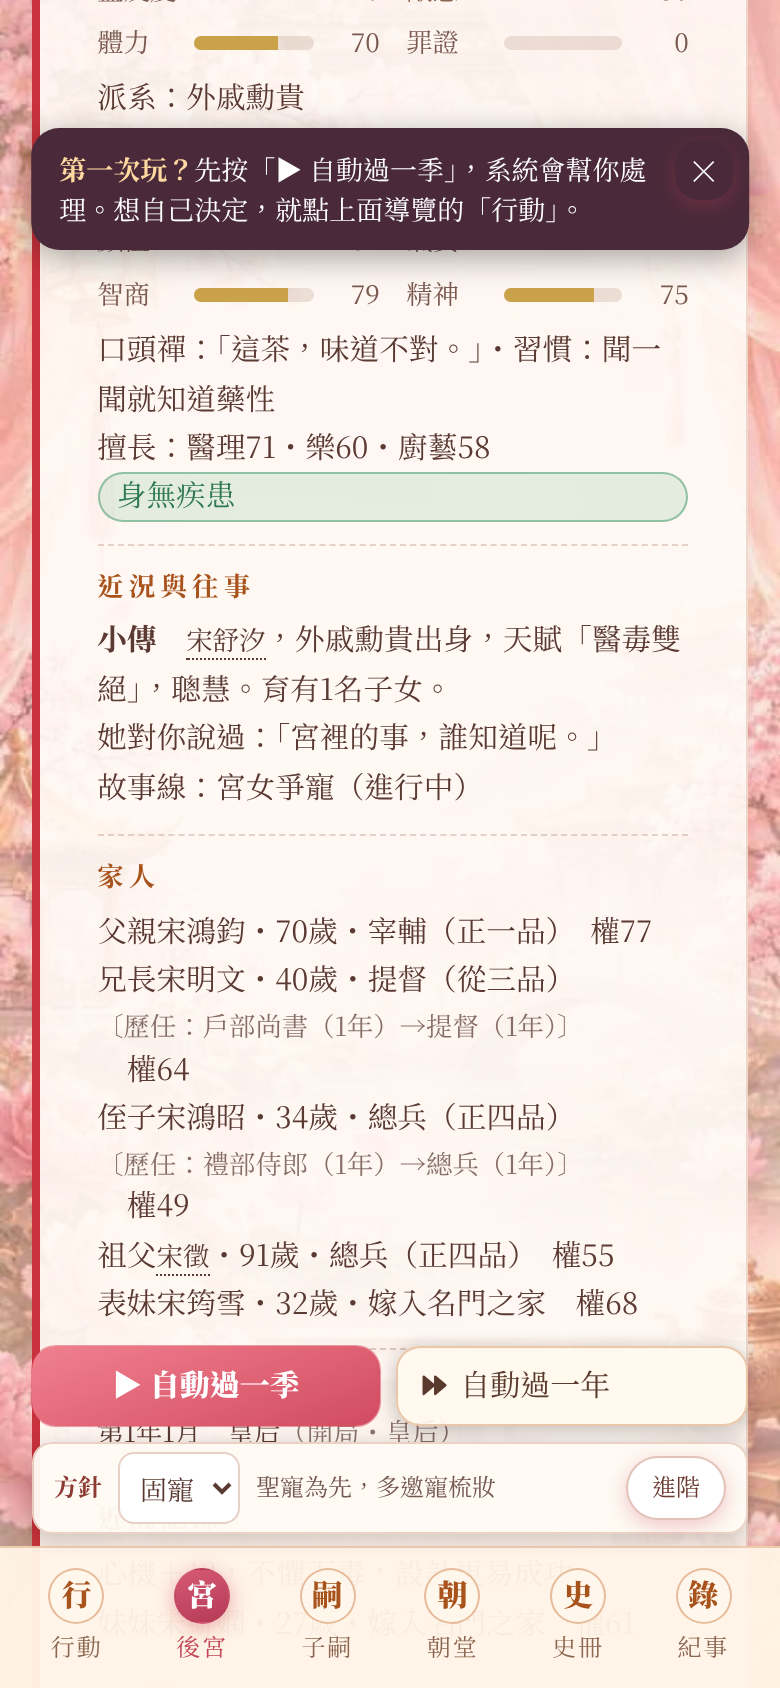 體力 70 罪證 0
派系：外戚勳貴
第一次玩？先按「▶ 自動過一季」，系統會幫你處
理。想自己決定，就點上面導覽的「行動」。
智商 79 精神 75
口頭禪：「這茶，味道不對。」・習慣：聞一
聞就知道藥性
擅長：醫理71・樂60・廚藝58
身無疾患
近況與往事
小傳 宋舒汐，外戚勳貴出身，天賦「醫毒雙
絕」，聰慧。育有1名子女。
她對你說過：「宮裡的事，誰知道呢。」
故事線：宮女爭寵（進行中）
家人
父親宋鴻鈞・70歲・宰輔（正一品） 權77
兄長宋明文・40歲・提督（從三品）
〔歷任：戶部尚書（1年）→提督（1年）〕
權64
侄子宋鴻昭・34歲・總兵（正四品）
〔歷任：禮部侍郎（1年）→總兵（1年）〕
權49
祖父宋徵・91歲・總兵（正四品） 權55
表妹宋筠雪・32歲・嫁入名門之家 權68
▶ 自動過一季 自動過一年
第1年1月 皇后（開局・皇后）
方針 固寵 聖寵為先，多邀寵梳妝 進階
行 宮 嗣 朝 史 錄
行動 後宮 子嗣 朝堂 史冊 紀事